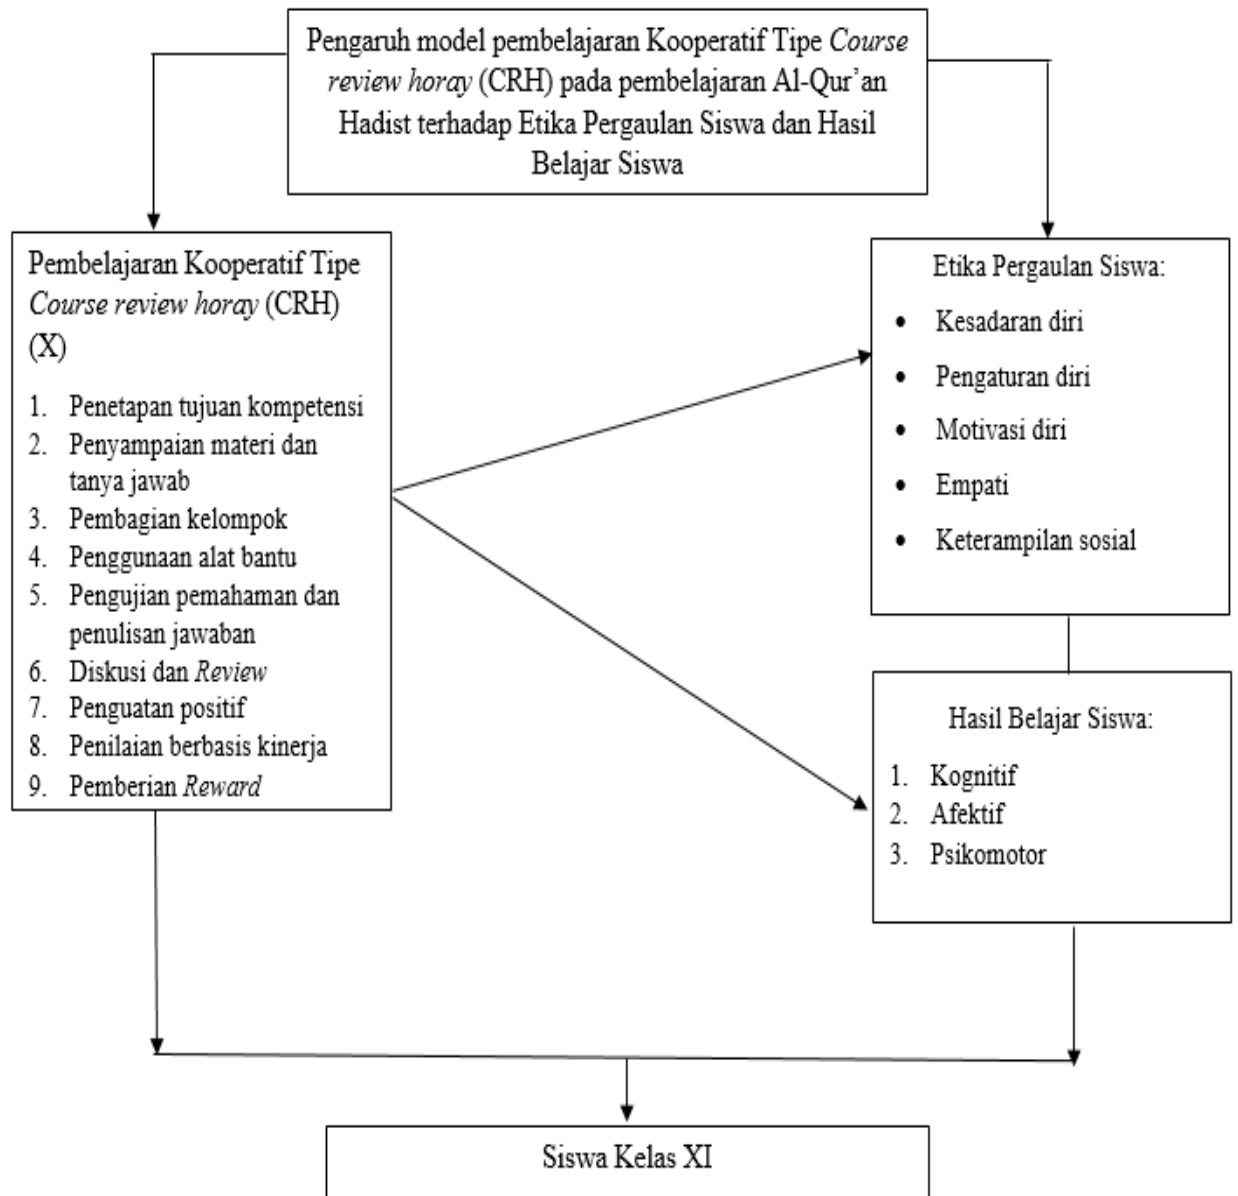 Pengaruh model pembelajaran Kooperatif Tipe Course
review horay (CRH) pada pembelajaran Al-Qur’an
Hadist terhadap Etika Pergaulan Siswa dan Hasil
Belajar Siswa
Pembelajaran Kooperatif Tipe
Course review horay (CRH)
(X)
1. Penetapan tujuan kompetensi
2. Penyampaian materi dan
tanya jawab
3. Pembagian kelompok
4. Penggunaan alat bantu
5. Pengujian pemahaman dan
penulisan jawaban
6. Diskusi dan Review
7. Penguatan positif
8. Penilaian berbasis kinerja
9. Pemberian Reward
Etika Pergaulan Siswa:
• Kesadaran diri
• Pengaturan diri
• Motivasi diri
• Empati
• Keterampilan sosial
Hasil Belajar Siswa:
1. Kognitif
2. Afektif
3. Psikomotor
Siswa Kelas XI